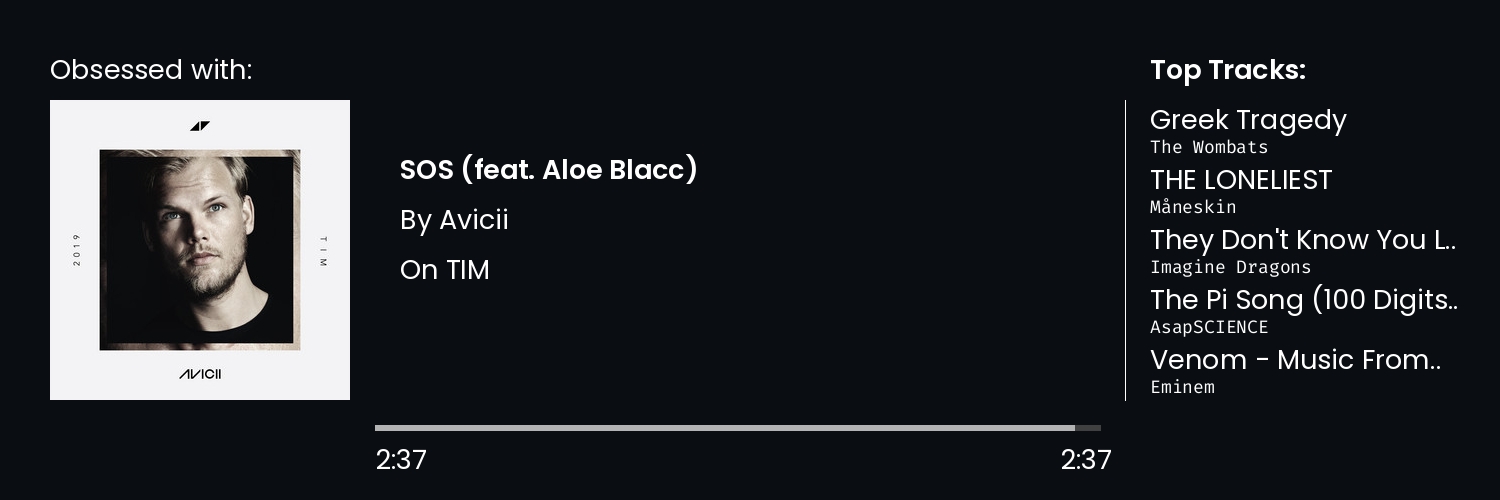 Obsessed with:
2019
TIM
AVICII
SOS (feat. Aloe Blacc)
By Avicii
On TIM
2:37
2:37
Top Tracks:
Greek Tragedy
The Wombats
THE LONELIEST
Måneskin
They Don't Know You L..
Imagine Dragons
The Pi Song (100 Digits..
AsapSCIENCE
Venom - Music From..
Eminem